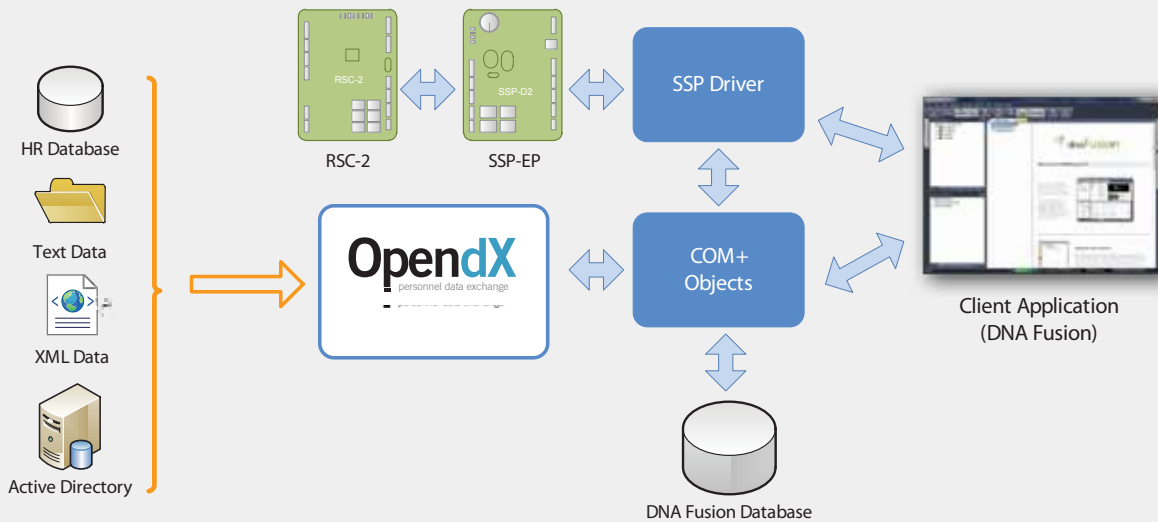 HR Database
Text Data
XML Data
Active Directory
RSC-2
RSC-2
SSP-D2
SSP-EP
SSP Driver
OpendX
personnel data exchange
COM+
Objects
DNA Fusion Database
Client Application
(DNA Fusion)